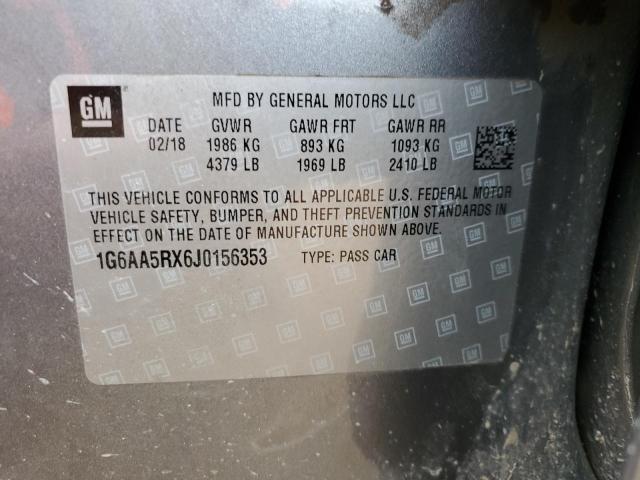 GM
MFD BY GENERAL MOTORS LLC
DATE GVWR GAWR FRT GAWR RR
02/18 1986 KG 893 KG 1093 KG
4379 LB 1969 LB 2410 LB
THIS VEHICLE CONFORMS TO ALL APPLICABLE U.S. FEDERAL MOTOR
VEHICLE SAFETY, BUMPER, AND THEFT PREVENTION STANDARDS IN
EFFECT ON THE DATE OF MANUFACTURE SHOWN ABOVE.
1G6AA5RX6J0156353 TYPE: PASS CAR